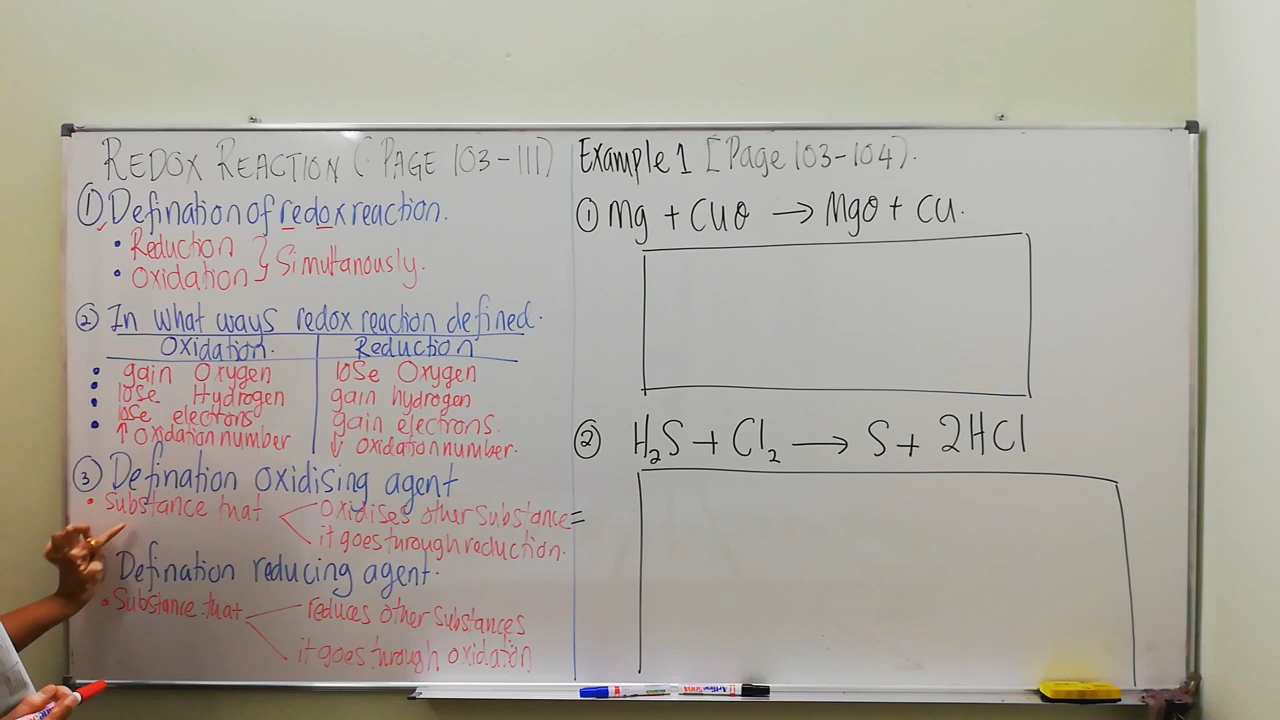 REDOX REACTION (PAGE 103-111)
① Defination of redox reaction.
• Reduction
• Oxidation } Simutanously.
② In what ways redox reaction defined.
Oxidation. Reduction
• gain Oxygen lose Oxygen
• lose Hydrogen gain hydrogen
• lose electrons gain electrons.
• ↑ Oxidation number ↓ Oxidation number.
③ Defination oxidising agent
• Substance that oxidises other substance =
it goes through reduction.
Defination reducing agent.
• Substance that reduces other substances
it goes through oxidation
Example 1 [Page 103-104).
① Mg + CuO → MgO + Cu.
② H₂S + Cl₂ → S + 2HCl